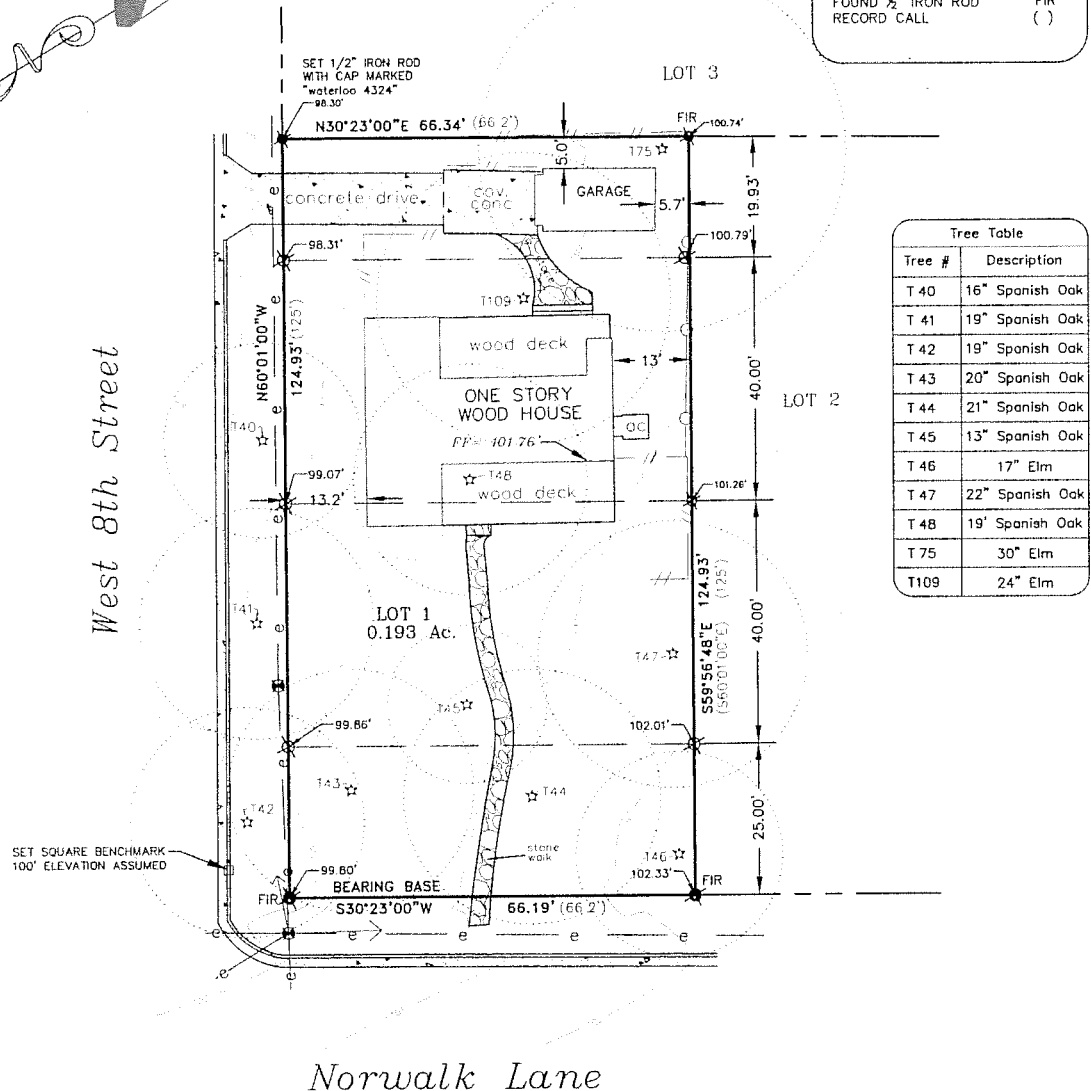 FOUND ½" IRON ROD FIR
RECORD CALL ( )
SET 1/2" IRON ROD
WITH CAP MARKED
"waterloo 4324"
98.30'
LOT 3
N30°23'00"E 66.34' (66.2')
FIR
100.74'
5.0'
T75
concrete drive
cov.
conc
GARAGE
5.7'
19.93'
98.31'
100.79'
N60°01'00"W
124.93' (125')
T109
wood deck
13'
40.00'
LOT 2
ONE STORY
WOOD HOUSE
FF= 101.76'
ac
T40
99.07'
13.2'
T48
wood deck
101.26'
West 8th Street
LOT 1
0.193 Ac.
T41
S59°56'48"E 124.93'
(S60°01'00"E) (125')
40.00'
T47
T45
99.86'
102.01'
T43
T44
T42
25.00'
SET SQUARE BENCHMARK
100' ELEVATION ASSUMED
stone
walk
T46
99.80'
102.33'
FIR
FIR
BEARING BASE
S30°23'00"W 66.19' (66.2')
e
e
e
e
e
e
e
e
e
e
e
e
Norwalk Lane
Tree Table
Tree # Description
T 40 16" Spanish Oak
T 41 19" Spanish Oak
T 42 19" Spanish Oak
T 43 20" Spanish Oak
T 44 21" Spanish Oak
T 45 13" Spanish Oak
T 46 17" Elm
T 47 22" Spanish Oak
T 48 19' Spanish Oak
T 75 30" Elm
T109 24" Elm